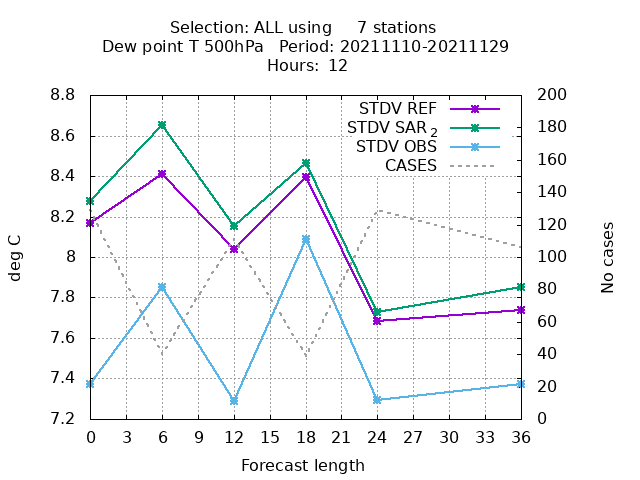 Selection: ALL using     7 stations
Dew point T 500hPa   Period: 20211110-20211129
Hours: 12
STDV REF
STDV SAR 2
STDV OBS
CASES
8.8
8.6
8.4
8.2
8
7.8
7.6
7.4
7.2
deg C
200
180
160
140
120
100
80
60
40
20
0
No cases
0 3 6 9 12 15 18 21 24 27 30 33 36
Forecast length